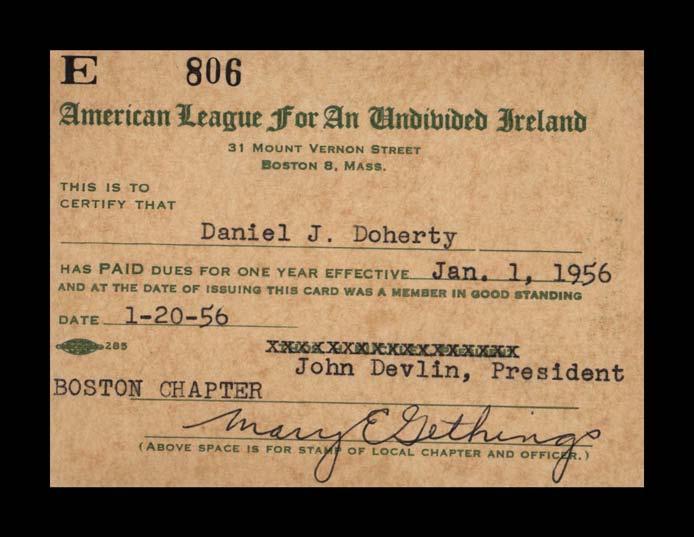 E 806
American League For An Undivided Ireland
31 MOUNT VERNON STREET
BOSTON 8, MASS.
THIS IS TO
CERTIFY THAT
Daniel J. Doherty
HAS PAID DUES FOR ONE YEAR EFFECTIVE Jan. 1, 1956
AND AT THE DATE OF ISSUING THIS CARD WAS A MEMBER IN GOOD STANDING
DATE 1-20-56
285
XXXXXXXXXXXXXXXXX
John Devlin, President
BOSTON CHAPTER
Mary E Gethings
(ABOVE SPACE IS FOR STAMP OF LOCAL CHAPTER AND OFFICER.)